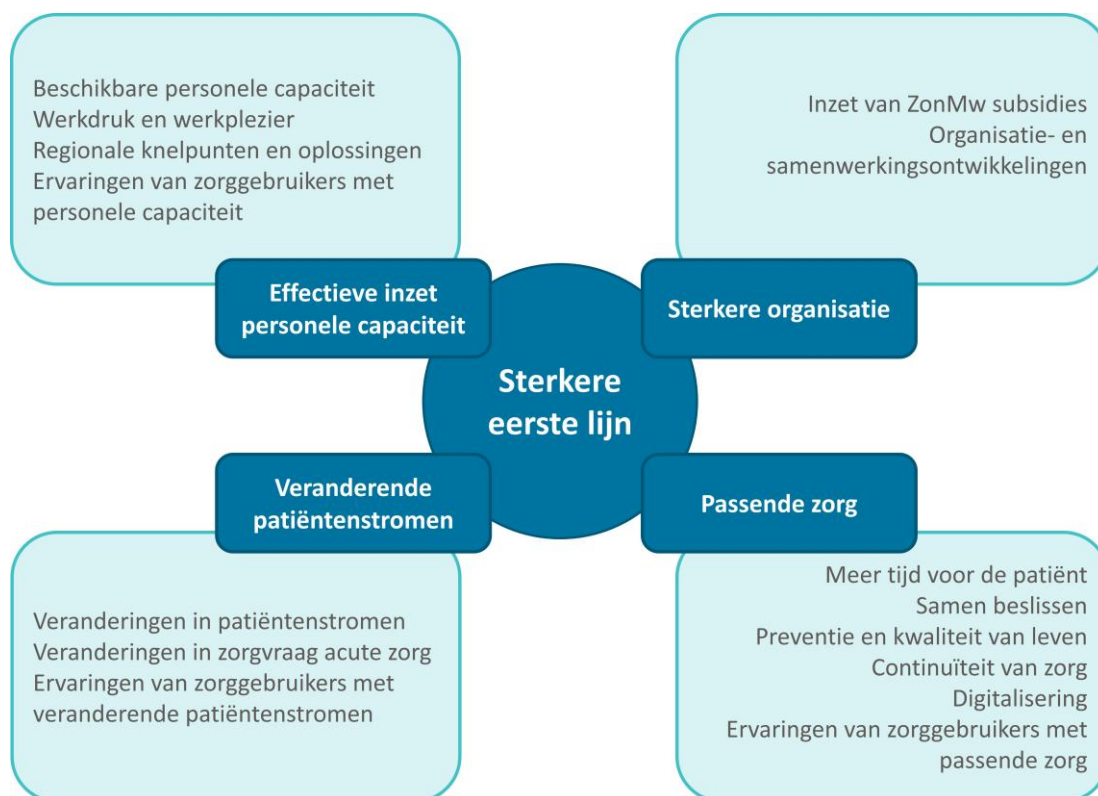 Beschikbare personele capaciteit
Werkdruk en werkplezier
Regionale knelpunten en oplossingen
Ervaringen van zorggebruikers met
personele capaciteit
Inzet van ZonMw subsidies
Organisatie- en
samenwerkingsontwikkelingen
Effectieve inzet
personele capaciteit
Sterkere organisatie
Sterkere
eerste lijn
Veranderende
patiëntenstromen
Passende zorg
Veranderingen in patiëntenstromen
Veranderingen in zorgvraag acute zorg
Ervaringen van zorggebruikers met
veranderende patiëntenstromen
Meer tijd voor de patiënt
Samen beslissen
Preventie en kwaliteit van leven
Continuïteit van zorg
Digitalisering
Ervaringen van zorggebruikers met
passende zorg